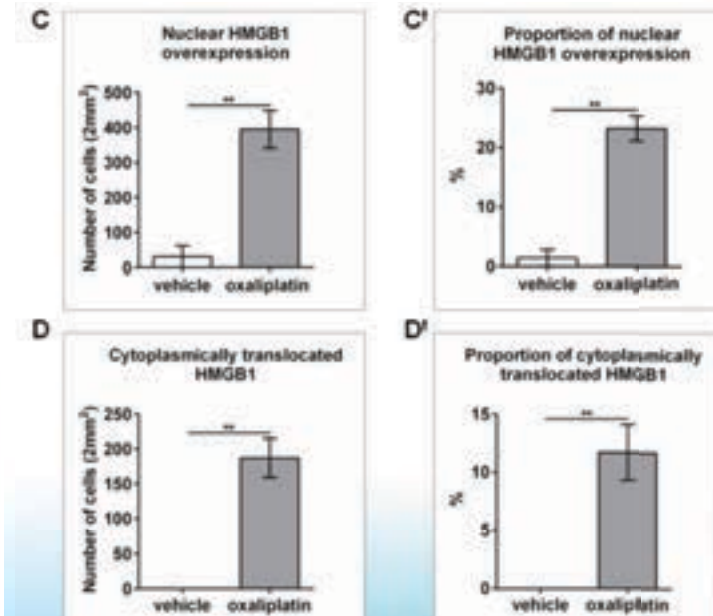 C
Nuclear HMGB1
overexpression
Number of cells (2mm²)
500
400
300
200
100
0
**
vehicle
oxaliplatin
C'
Proportion of nuclear
HMGB1 overexpression
%
30
20
10
0
**
vehicle
oxaliplatin
D
Cytoplasmically translocated
HMGB1
Number of cells (2mm²)
250
200
150
100
50
0
**
vehicle
oxaliplatin
D'
Proportion of cytoplasmically
translocated HMGB1
%
15
10
5
0
**
vehicle
oxaliplatin